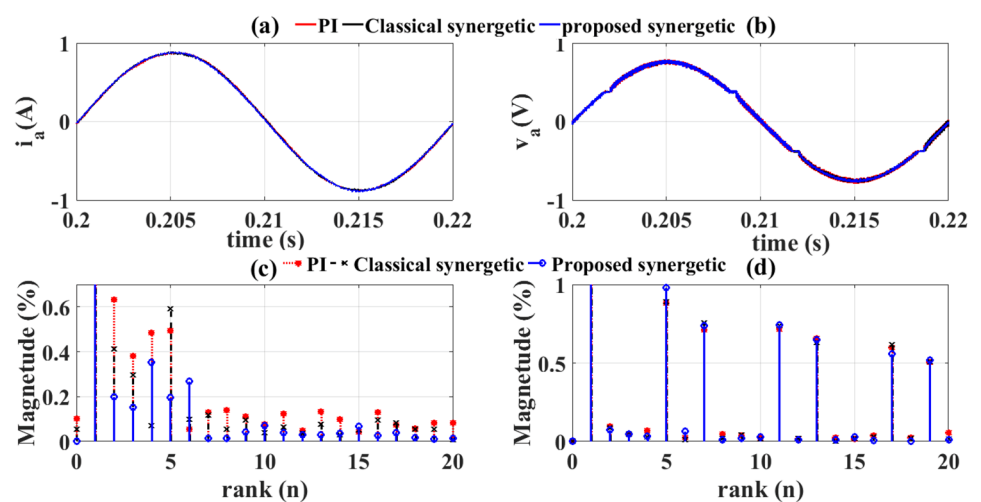 (a) PI Classical synergetic proposed synergetic (b)
1
0
-1
i_a (A)
0.2 0.205 0.21 0.215 0.22
time (s)
1
0
-1
v_a (V)
0.2 0.205 0.21 0.215 0.22
time (s)
(c) PI Classical synergetic Proposed synergetic (d)
0.6
0.4
0.2
0
Magnetude (%)
0 5 10 15 20
rank (n)
1
0.5
0
Magnetude (%)
0 5 10 15 20
rank (n)